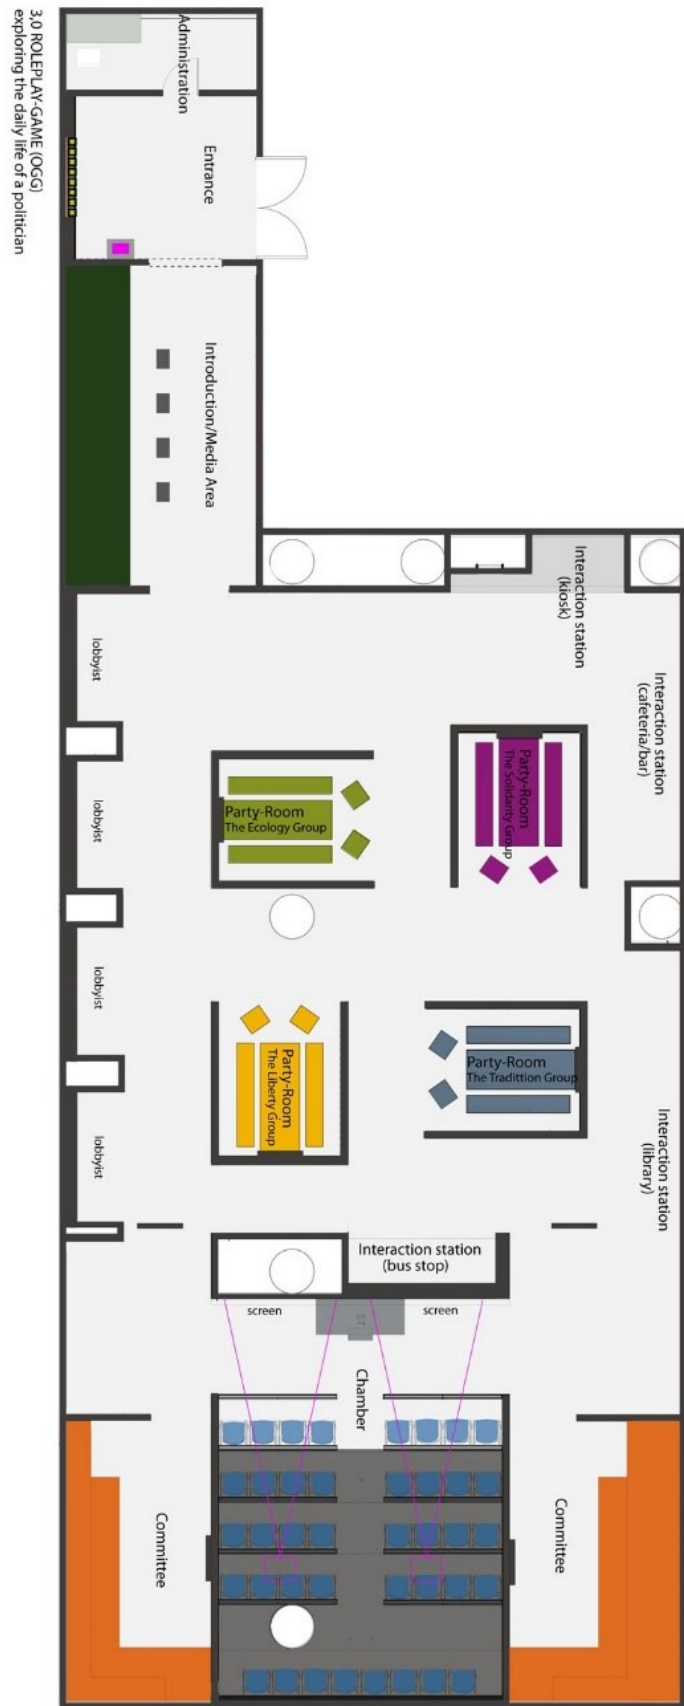 3,0 ROLEPLAY-GAME (OGG)
exploring the daily life of a politician
Administration
Entrance
Introduction/Media Area
Interaction station
(kiosk)
Interaction station
(cafeteria/bar)
lobbyist
lobbyist
lobbyist
lobbyist
Party-Room
The Ecology Group
Party-Room
The Solidarity Group
Party-Room
The Liberty Group
Party-Room
The Tradittion Group
Interaction station
(library)
Interaction station
(bus stop)
screen
screen
Chamber
Committee
Committee